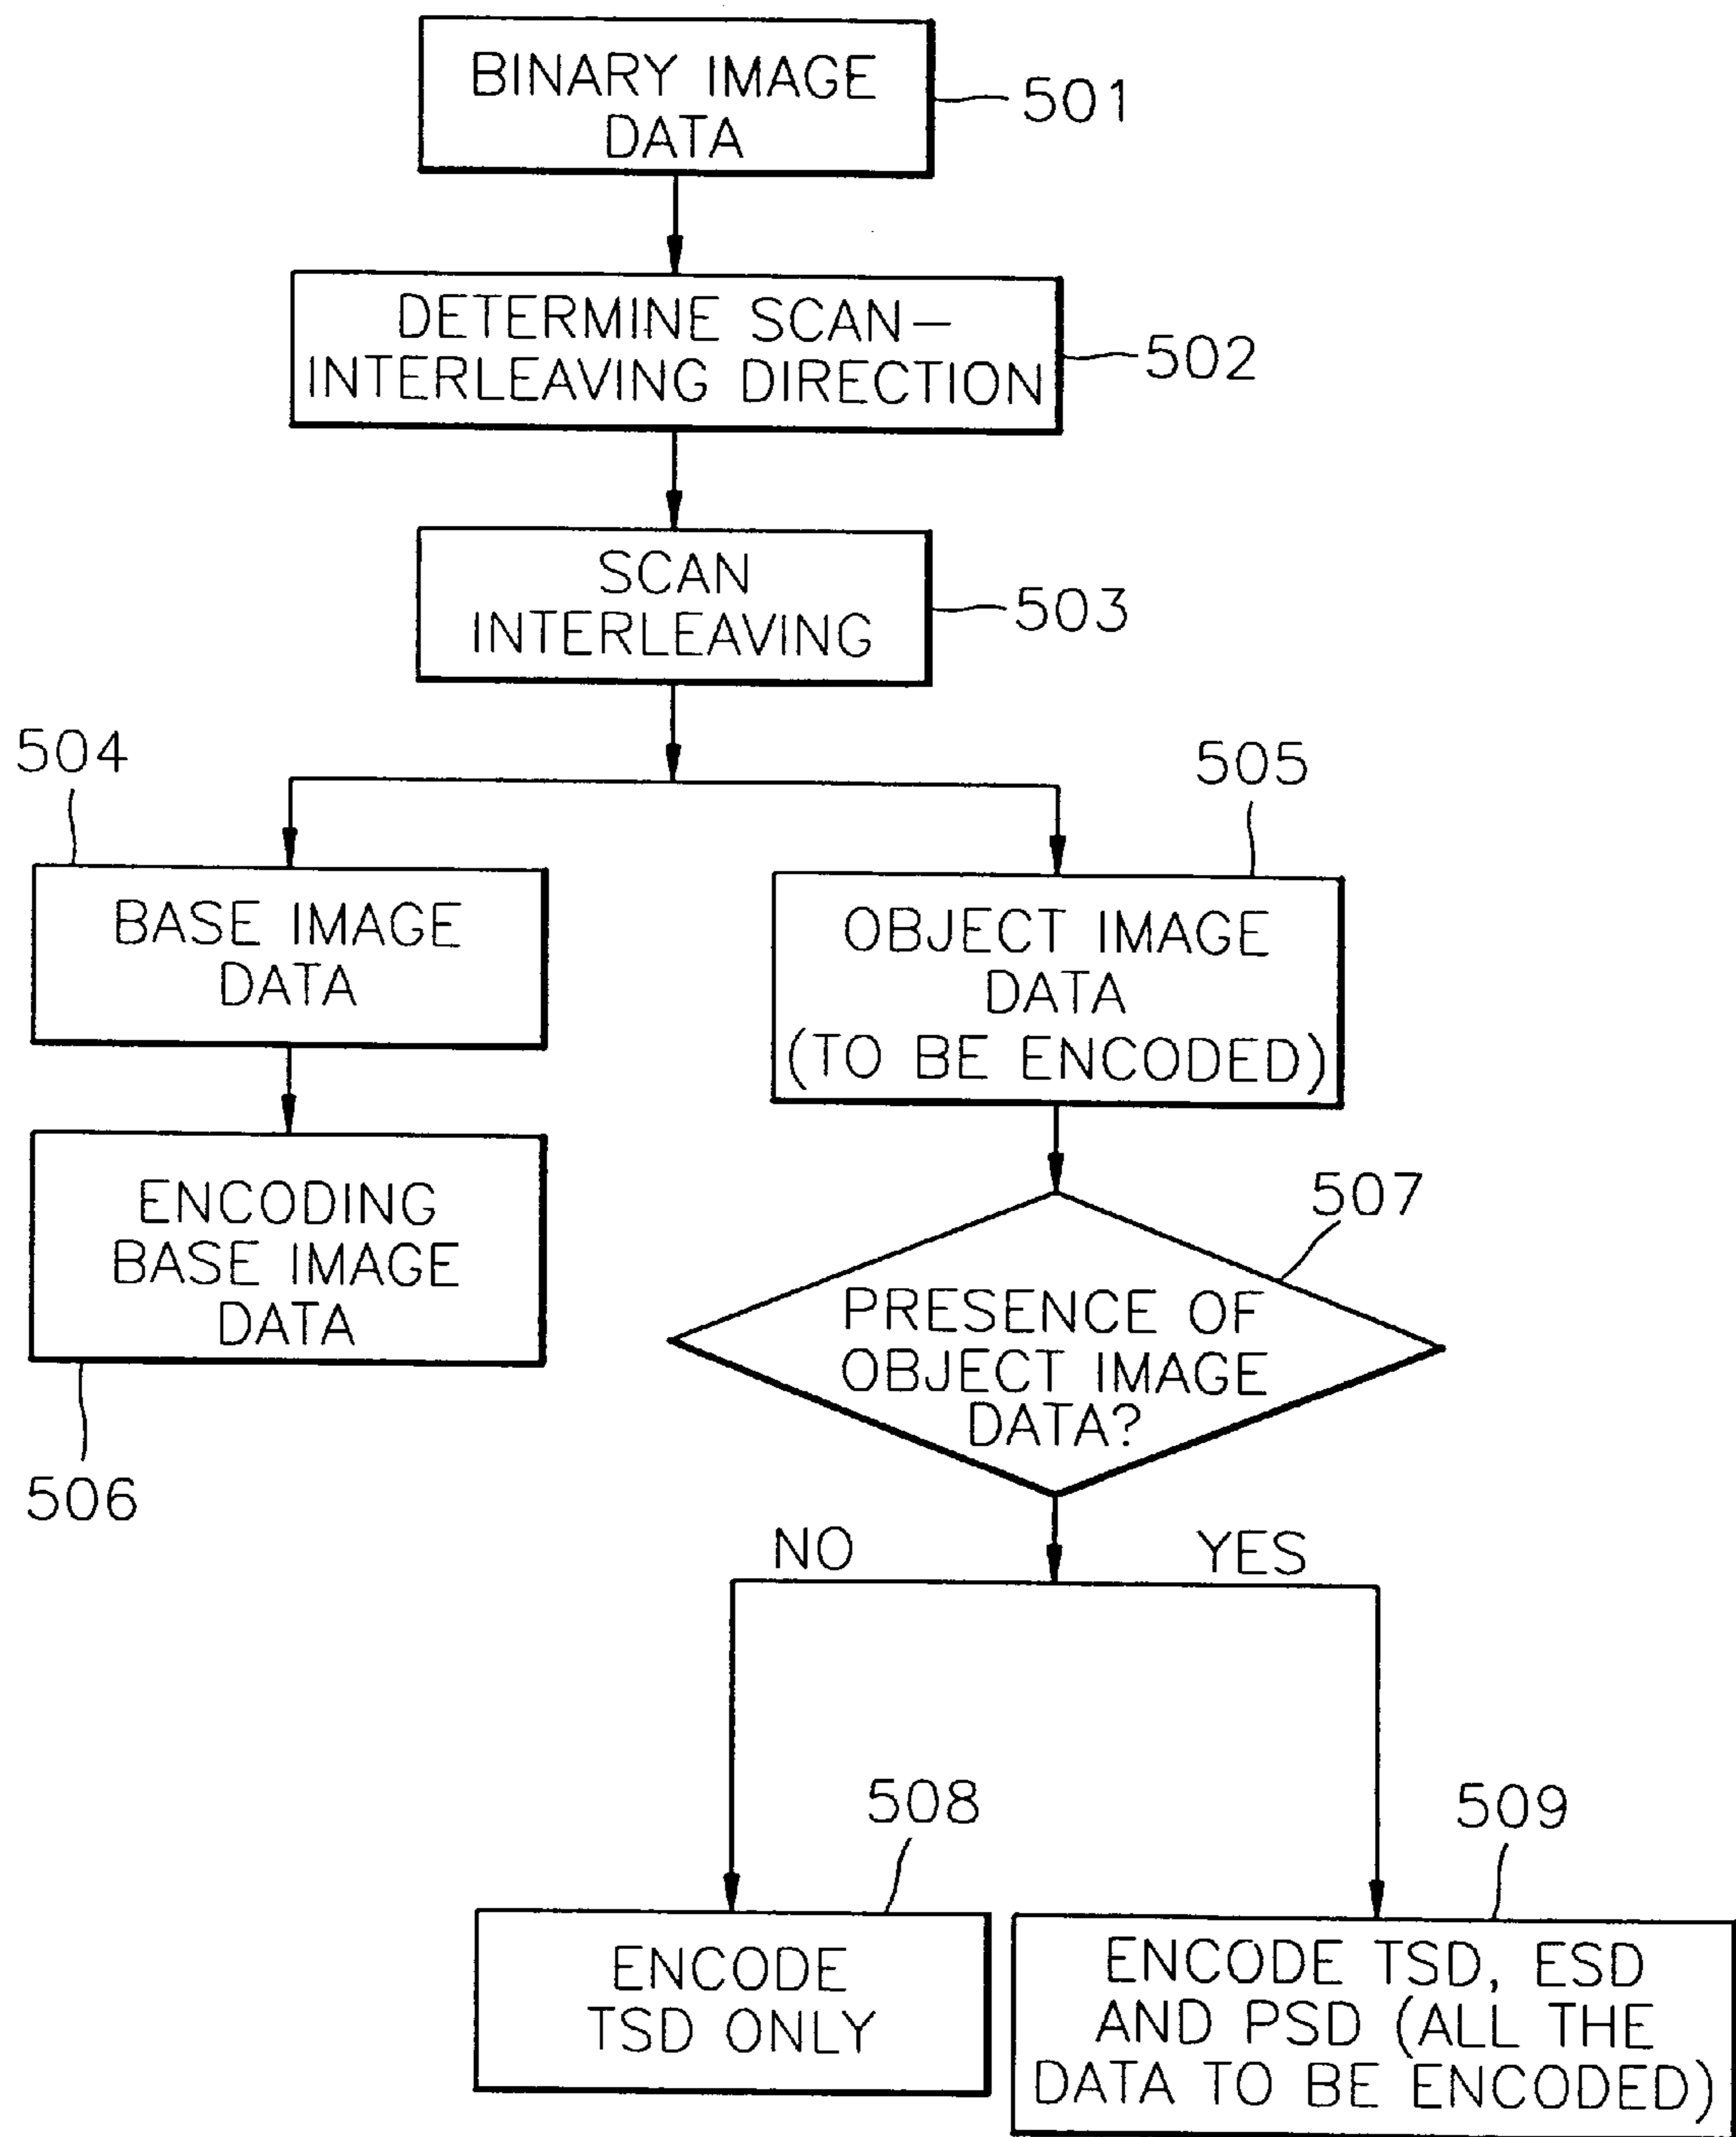 BINARY IMAGE
DATA
501
DETERMINE SCAN-
INTERLEAVING DIRECTION
502
SCAN
INTERLEAVING
503
504
505
BASE IMAGE
DATA
OBJECT IMAGE
DATA
(TO BE ENCODED)
ENCODING
BASE IMAGE
DATA
506
507
PRESENCE OF
OBJECT IMAGE
DATA?
NO
YES
508
509
ENCODE
TSD ONLY
ENCODE TSD, ESD
AND PSD (ALL THE
DATA TO BE ENCODED)